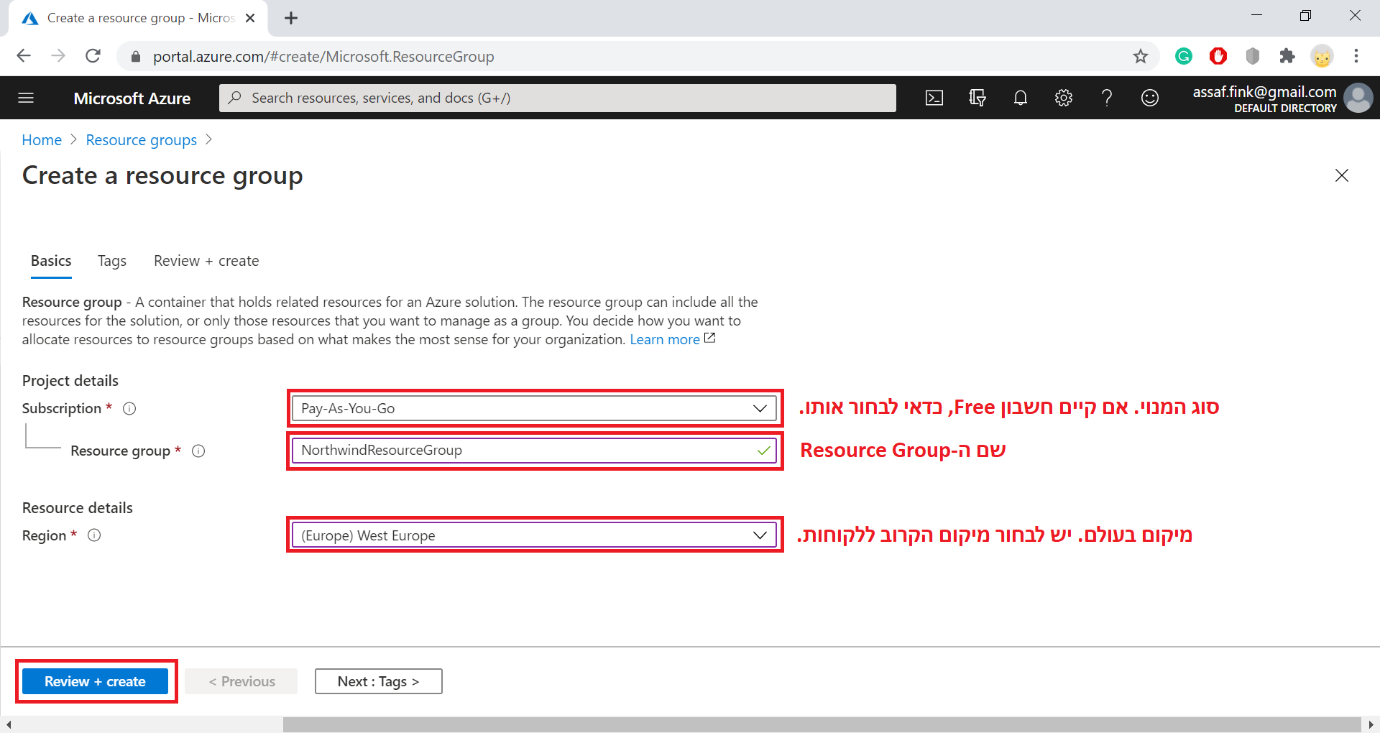 Create a resource group - Micros
portal.azure.com/#create/Microsoft.ResourceGroup
Microsoft Azure
Search resources, services, and docs (G+/)
assaf.fink@gmail.com
DEFAULT DIRECTORY
Home > Resource groups >
Create a resource group
Basics Tags Review + create
Resource group - A container that holds related resources for an Azure solution. The resource group can include all the
resources for the solution, or only those resources that you want to manage as a group. You decide how you want to
allocate resources to resource groups based on what makes the most sense for your organization. Learn more
Project details
Subscription * Pay-As-You-Go סוג המנוי. אם קיים חשבון Free, כדאי לבחור אותו.
Resource group * NorthwindResourceGroup שם ה-Resource Group
Resource details
Region * (Europe) West Europe מיקום בעולם. יש לבחור מיקום הקרוב ללקוחות.
Review + create < Previous Next : Tags >